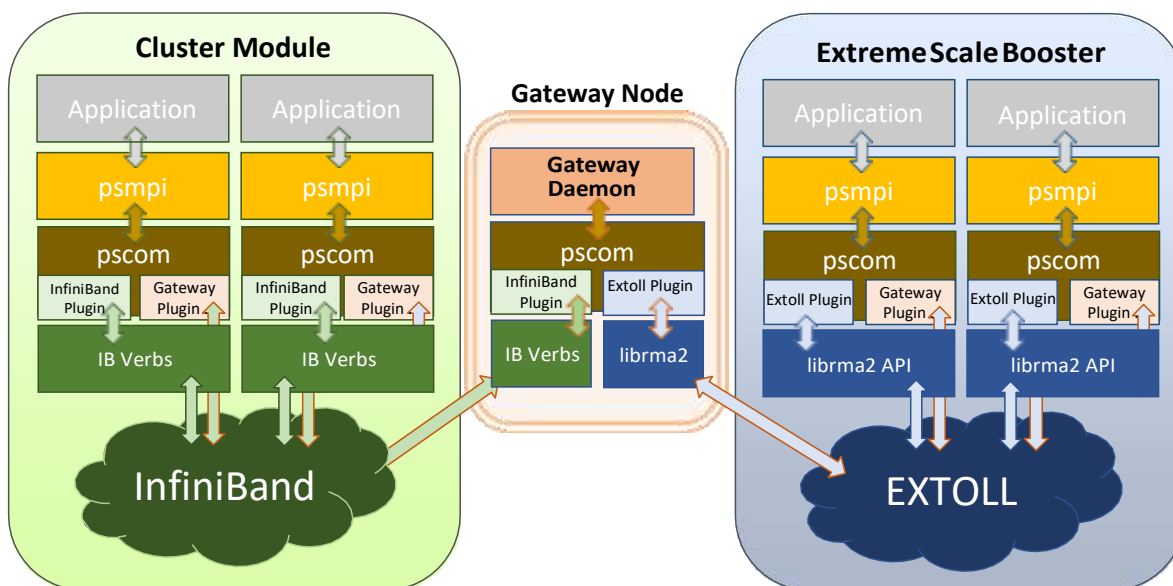 Cluster Module
Application
Application
psmpi
psmpi
pscom
pscom
InfiniBand
Plugin
Gateway
Plugin
InfiniBand
Plugin
Gateway
Plugin
IB Verbs
IB Verbs
InfiniBand
Gateway Node
Gateway
Daemon
pscom
InfiniBand
Plugin
Extoll Plugin
IB Verbs
librma2
Extreme Scale Booster
Application
Application
psmpi
psmpi
pscom
pscom
Extoll Plugin
Gateway
Plugin
Extoll Plugin
Gateway
Plugin
librma2 API
librma2 API
EXTOLL